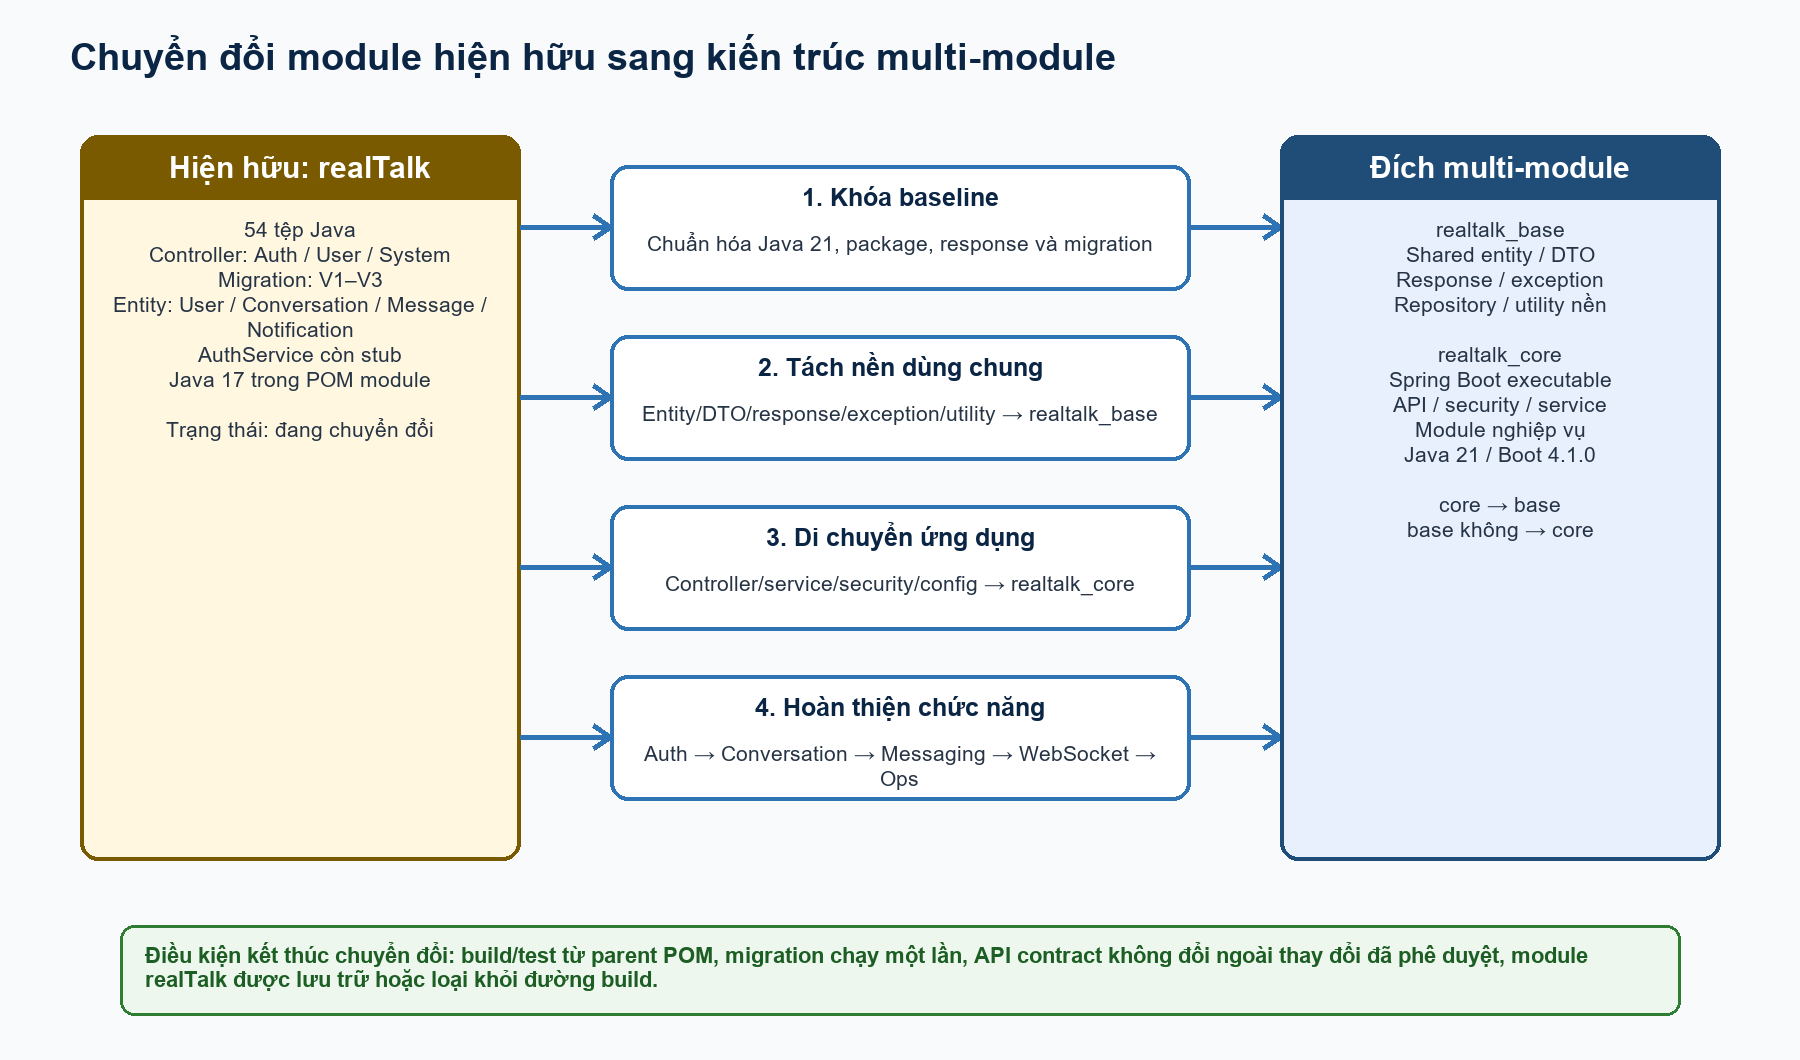 Chuyển đổi module hiện hữu sang kiến trúc multi-module
Hiện hữu: realTalk
54 tệp Java
Controller: Auth / User / System
Migration: V1–V3
Entity: User / Conversation / Message /
Notification
AuthService còn stub
Java 17 trong POM module
Trạng thái: đang chuyển đổi
1. Khóa baseline
Chuẩn hóa Java 21, package, response và migration
2. Tách nền dùng chung
Entity/DTO/response/exception/utility → realtalk_base
3. Di chuyển ứng dụng
Controller/service/security/config → realtalk_core
4. Hoàn thiện chức năng
Auth → Conversation → Messaging → WebSocket →
Ops
Đích multi-module
realtalk_base
Shared entity / DTO
Response / exception
Repository / utility nền
realtalk_core
Spring Boot executable
API / security / service
Module nghiệp vụ
Java 21 / Boot 4.1.0
core → base
base không → core
Điều kiện kết thúc chuyển đổi: build/test từ parent POM, migration chạy một lần, API contract không đổi ngoài thay đổi đã phê duyệt, module
realTalk được lưu trữ hoặc loại khỏi đường build.